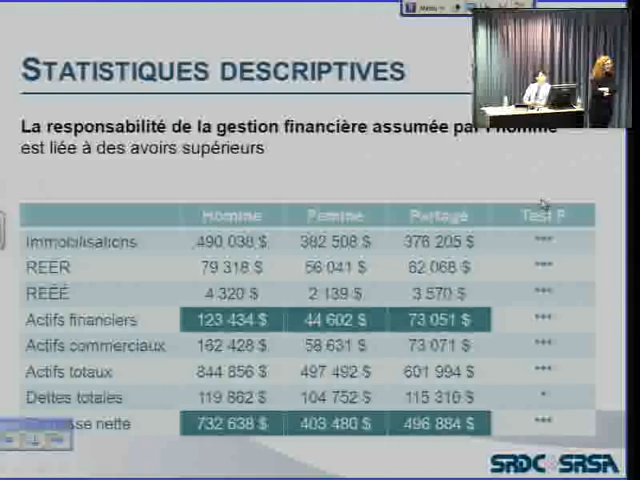 Menu
STATISTIQUES DESCRIPTIVES
La responsabilité de la gestion financière assumée par l'homme
est liée à des avoirs supérieurs
Homme Femme Partagé Test F
Immobilisations 490 038 $ 382 508 $ 376 205 $ ***
REER 79 318 $ 56 041 $ 62 068 $ ***
REÉÉ 4 320 $ 2 139 $ 3 570 $ ***
Actifs financiers 123 434 $ 44 602 $ 73 051 $ ***
Actifs commerciaux 162 428 $ 58 631 $ 73 071 $ ***
Actifs totaux 844 856 $ 497 492 $ 601 994 $ ***
Dettes totales 119 862 $ 104 752 $ 115 310 $ *
nette 732 638 $ 403 480 $ 496 884 $ ***
SRDC SRSA